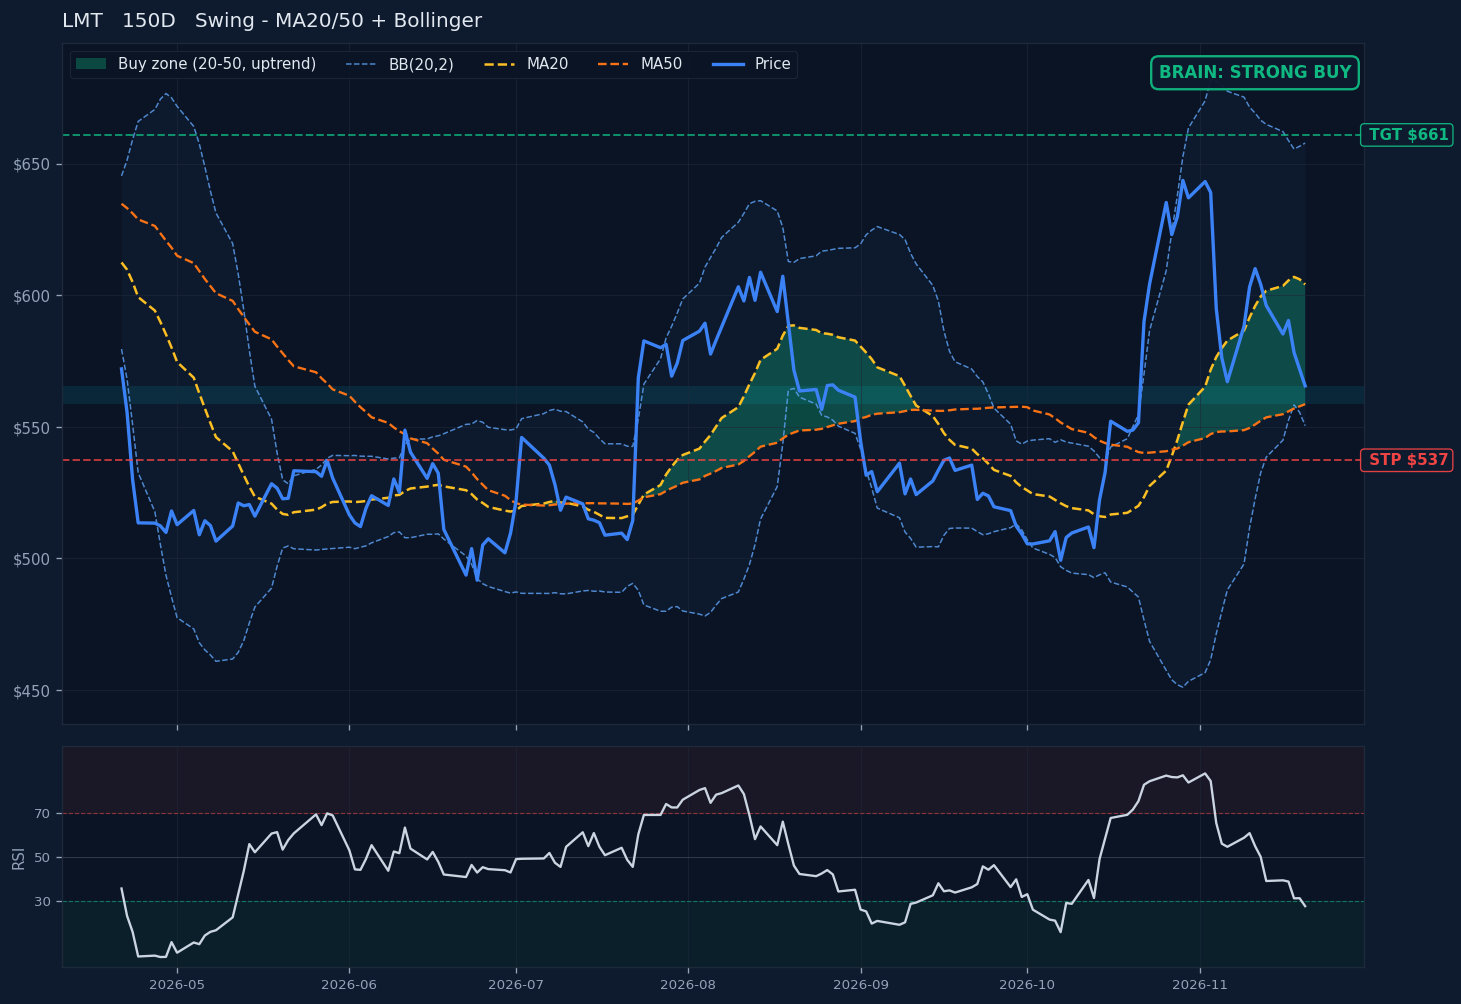 LMT 150D Swing - MA20/50 + Bollinger
Buy zone (20-50, uptrend) BB(20,2) MA20 MA50 Price
BRAIN: STRONG BUY
TGT $661
$650
$600
$550
STP $537
$500
$450
RSI
70
50
30
2026-05 2026-06 2026-07 2026-08 2026-09 2026-10 2026-11